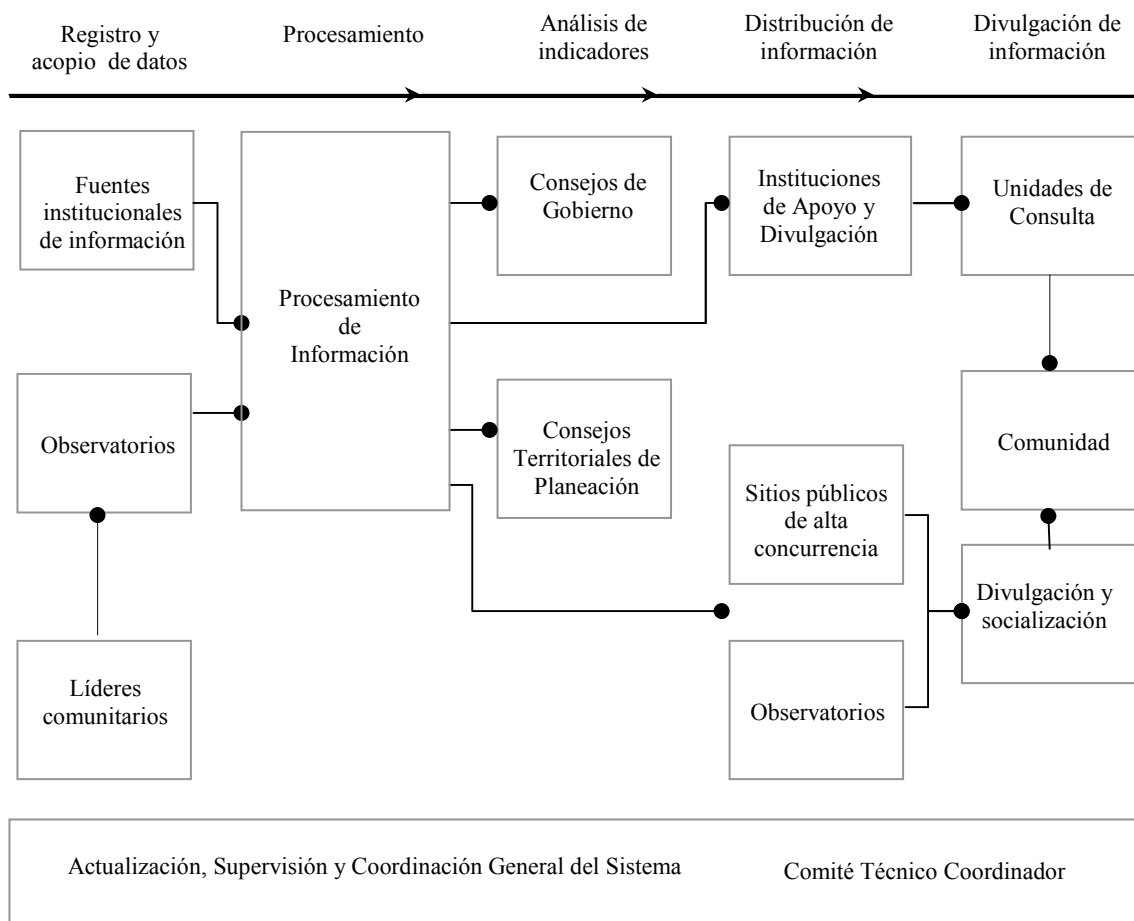 Registro y
acopio de datos
Procesamiento
Análisis de
indicadores
Distribución de
información
Divulgación de
información
Fuentes
institucionales
de información
Observatorios
Líderes
comunitarios
Procesamiento
de
Información
Consejos de
Gobierno
Consejos
Territoriales de
Planeación
Instituciones
de Apoyo y
Divulgación
Sitios públicos
de alta
concurrencia
Observatorios
Unidades de
Consulta
Comunidad
Divulgación y
socialización
Actualización, Supervisión y Coordinación General del Sistema
Comité Técnico Coordinador